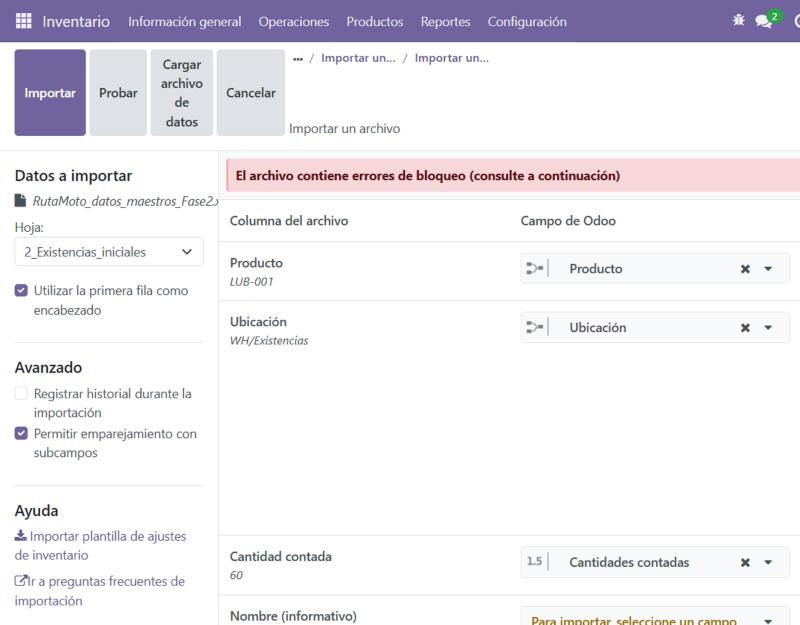 Inventario Información general Operaciones Productos Reportes Configuración 2
Importar Probar Cargar archivo de datos Cancelar
... / Importar un... / Importar un...
Importar un archivo
Datos a importar
RutaMoto_datos_maestros_Fase2.x
Hoja:
2_Existencias_iniciales
Utilizar la primera fila como
encabezado
Avanzado
Registrar historial durante la
importación
Permitir emparejamiento con
subcampos
Ayuda
Importar plantilla de ajustes
de inventario
Ir a preguntas frecuentes de
importación
El archivo contiene errores de bloqueo (consulte a continuación)
Columna del archivo Campo de Odoo
Producto
LUB-001
Producto
Ubicación
WH/Existencias
Ubicación
Cantidad contada
60
1.5 Cantidades contadas
Nombre (informativo)
Para importar, seleccione un campo